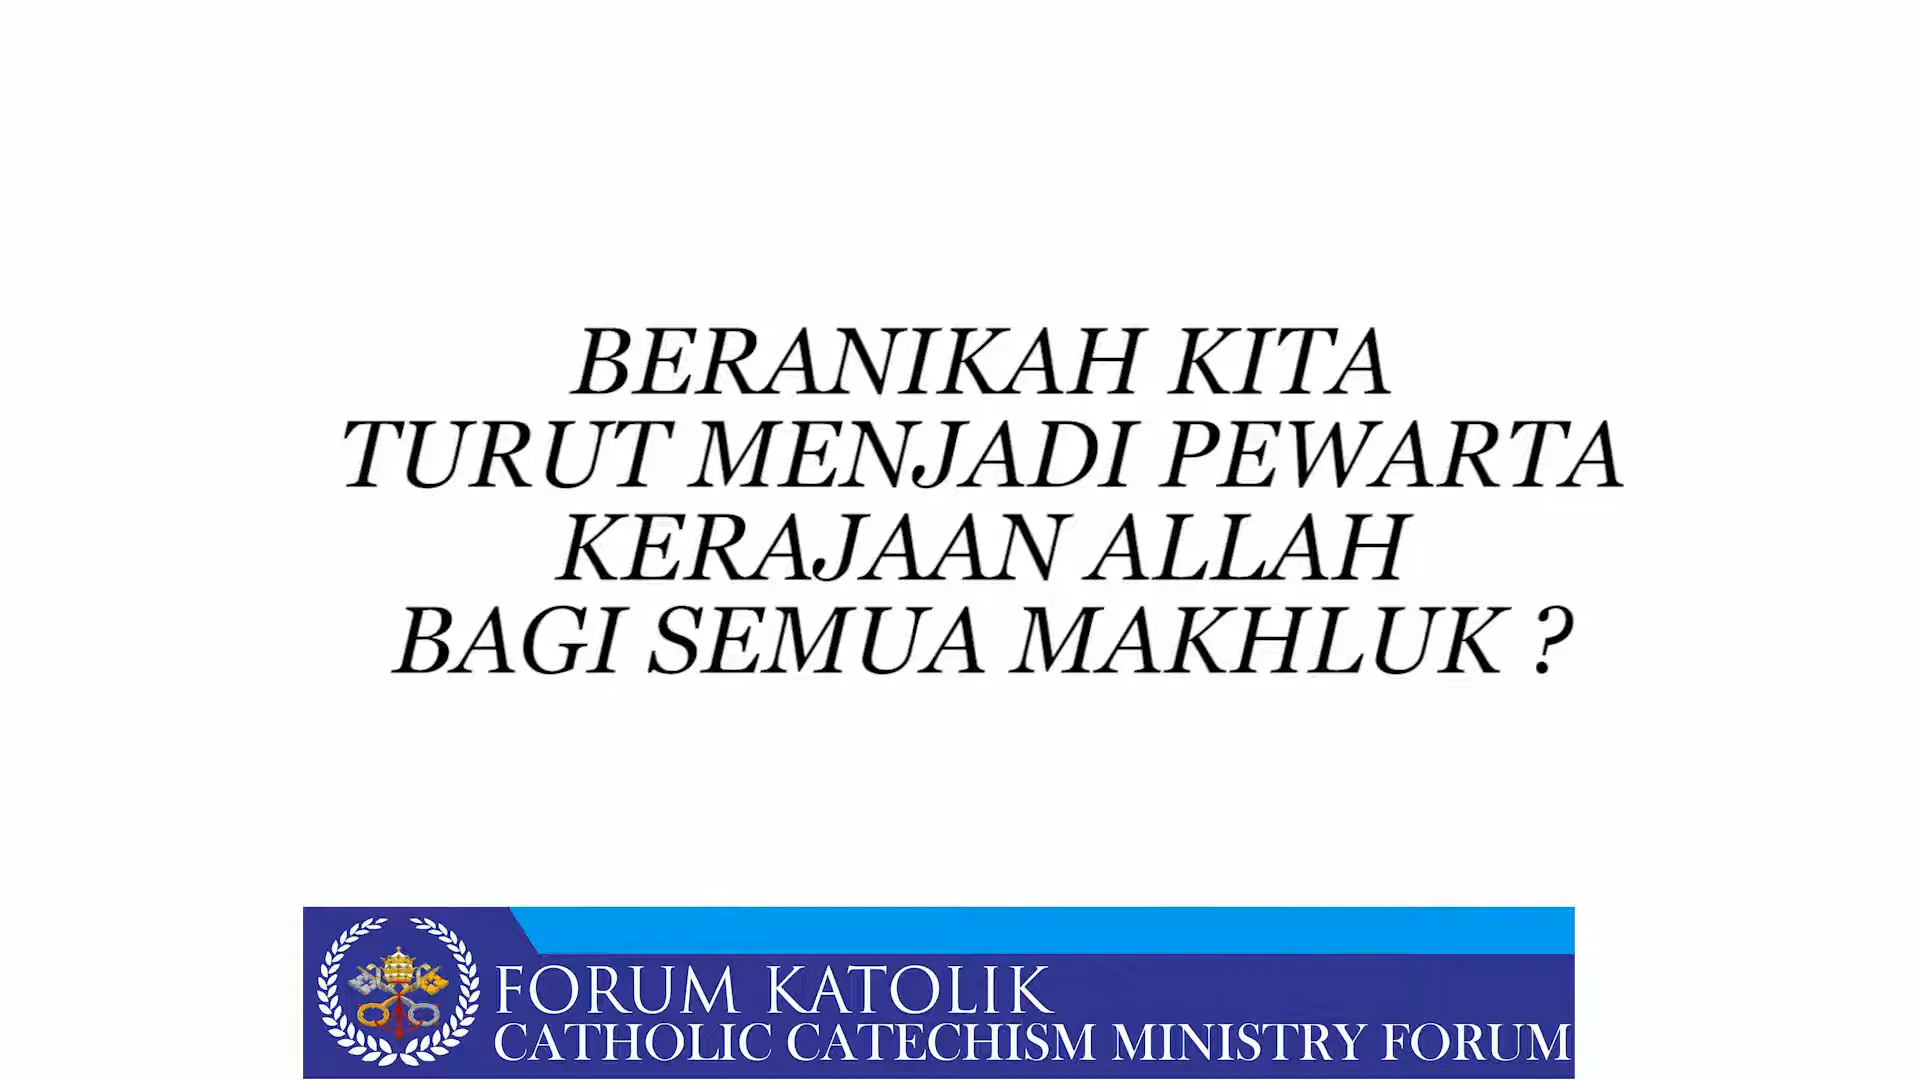 BERANIKAH KITA
TURUT MENJADI PEWARTA
KERAJAAN ALLAH
BAGI SEMUA MAKHLUK ?
FORUM KATOLIK
CATHOLIC CATECHISM MINISTRY FORUM